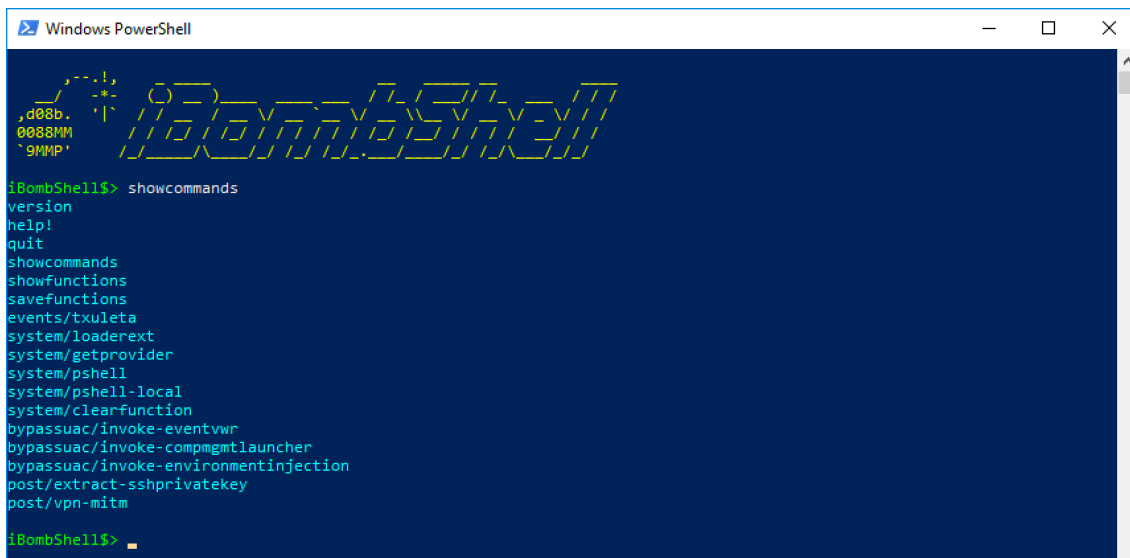 Windows PowerShell
iBombShell
iBombShell$> showcommands
version
help!
quit
showcommands
showfunctions
savefunctions
events/txuleta
system/loaderext
system/getprovider
system/pshell
system/pshell-local
system/clearfunction
bypassuac/invoke-eventvwr
bypassuac/invoke-compmgmtlauncher
bypassuac/invoke-environmentinjection
post/extract-sshprivatekey
post/vpn-mitm
iBombShell$>